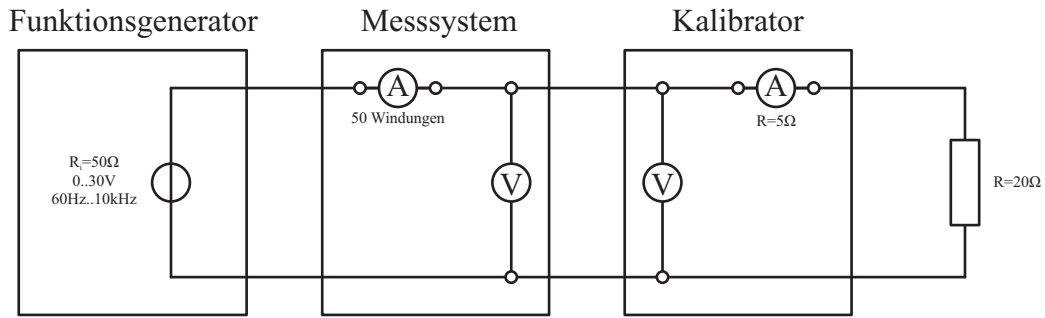 Funktionsgenerator
Messsystem
Kalibrator
A
50 Windungen
A
R=5Ω
Ri=50Ω
0..30V
60Hz..10kHz
V
V
R=20Ω